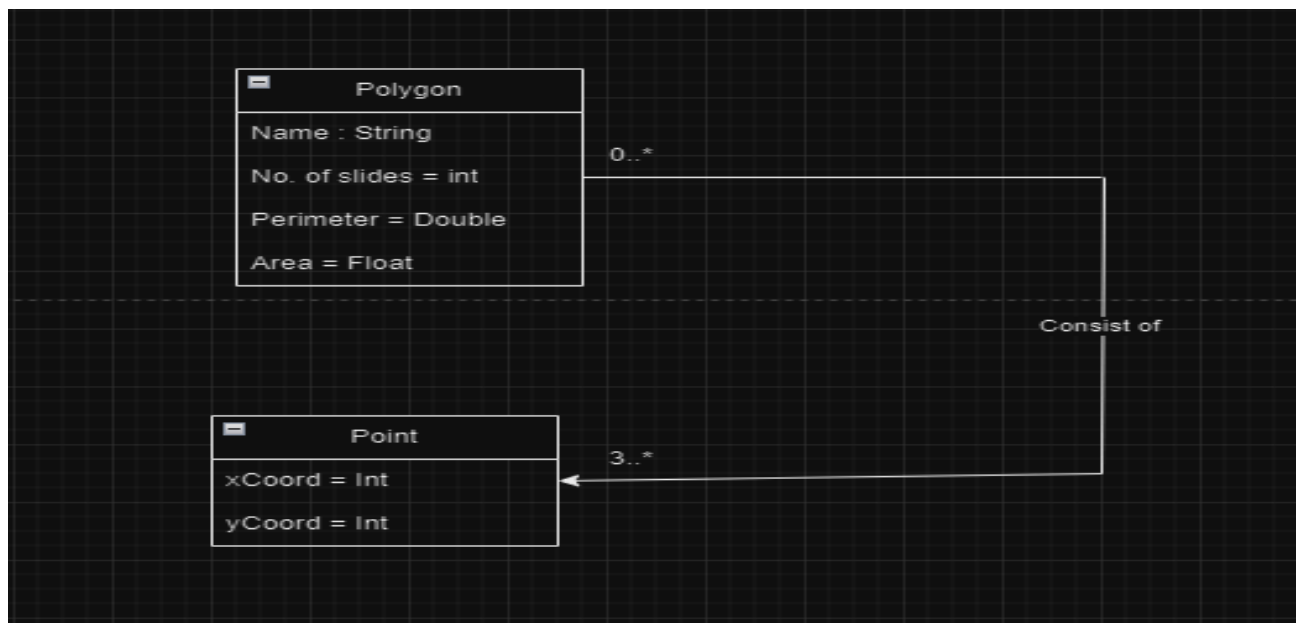 Polygon
Name : String
No. of slides = int
Perimeter = Double
Area = Float
0..*
Consist of
Point
xCoord = Int
yCoord = Int
3..*